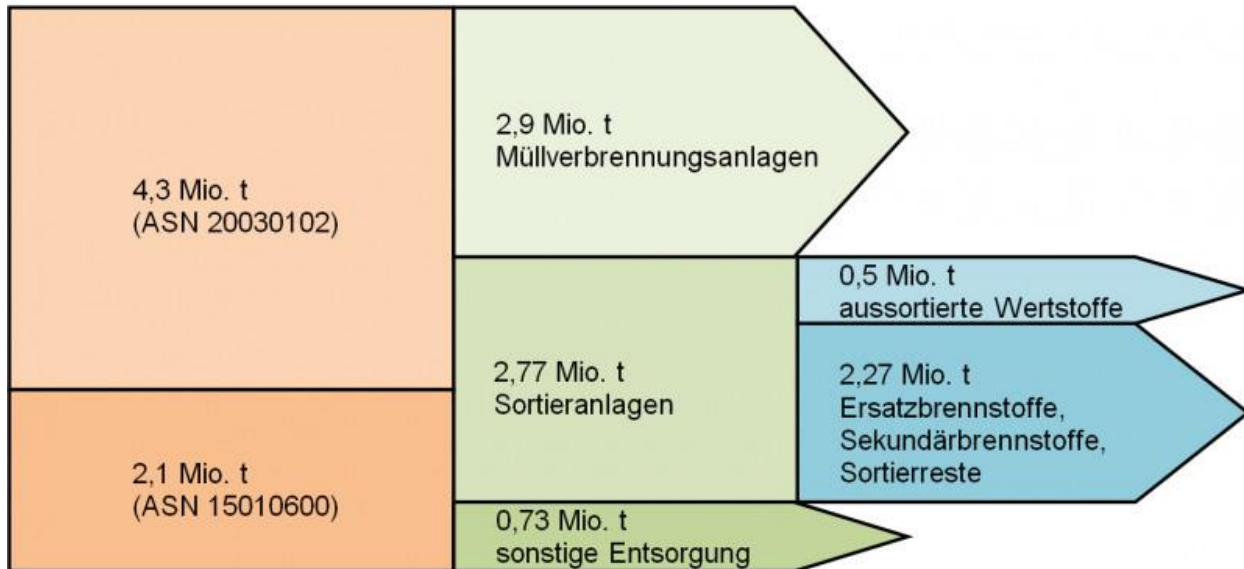 4,3 Mio. t
(ASN 20030102)
2,1 Mio. t
(ASN 15010600)
2,9 Mio. t
Müllverbrennungsanlagen
2,77 Mio. t
Sortieranlagen
0,73 Mio. t
sonstige Entsorgung
0,5 Mio. t
aussortierte Wertstoffe
2,27 Mio. t
Ersatzbrennstoffe,
Sekundärbrennstoffe,
Sortierreste